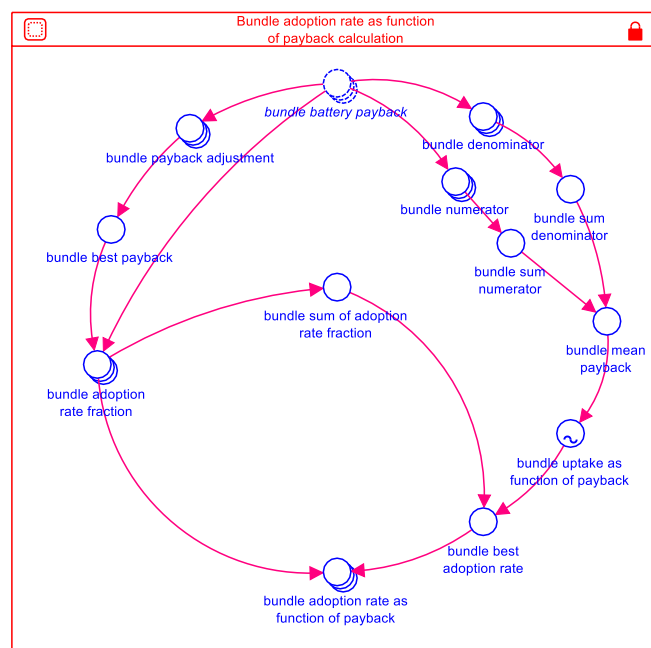 Bundle adoption rate as function
of payback calculation
bundle battery payback
bundle denominator
bundle payback adjustment
bundle numerator
bundle sum
denominator
bundle best payback
bundle sum
numerator
bundle sum of adoption
rate fraction
bundle mean
payback
bundle adoption
rate fraction
bundle uptake as
function of payback
bundle best
adoption rate
bundle adoption rate as
function of payback